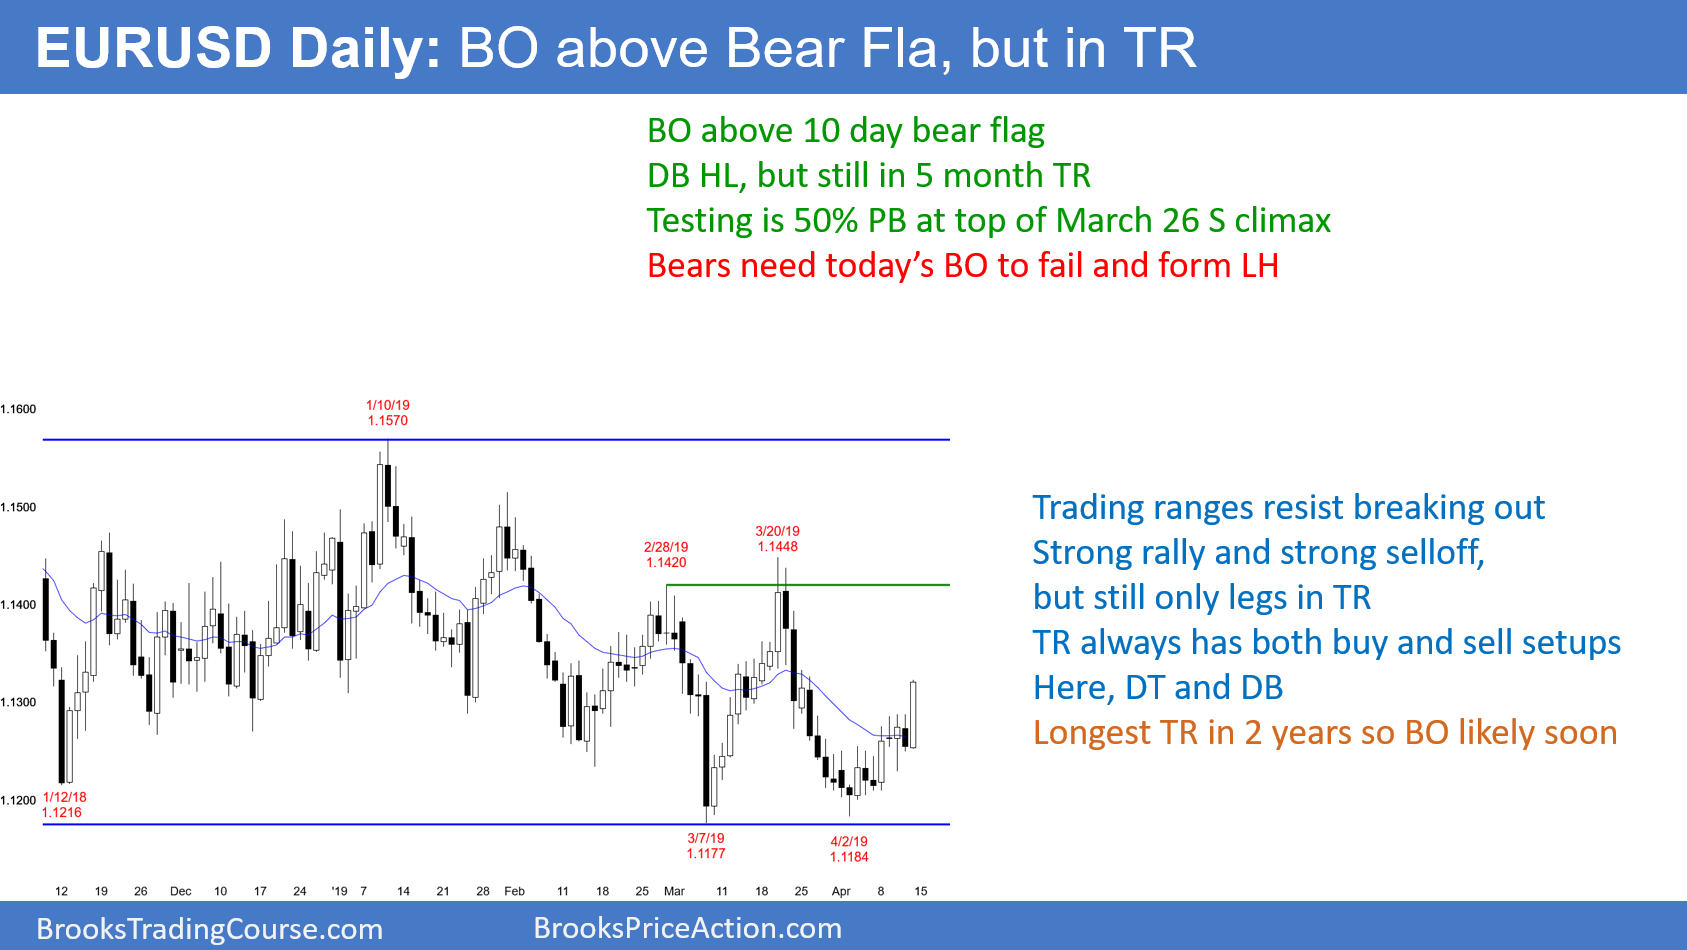 EURUSD Daily: BO above Bear Fla, but in TR
BO above 10 day bear flag
DB HL, but still in 5 month TR
Testing is 50% PB at top of March 26 S climax
Bears need today’s BO to fail and form LH
1.1600
1.1500
1.1400
1.1300
1.1200
1/10/19
1.1570
2/28/19
1.1420
3/20/19
1.1448
1/12/18
1.1216
3/7/19
1.1177
4/2/19
1.1184
Trading ranges resist breaking out
Strong rally and strong selloff,
but still only legs in TR
TR always has both buy and sell setups
Here, DT and DB
Longest TR in 2 years so BO likely soon
12 19 26 Dec 10 17 24 '19 7 14 21 28 Feb 11 18 25 Mar 11 18 25 Apr 8 15
BrooksTradingCourse.com BrooksPriceAction.com